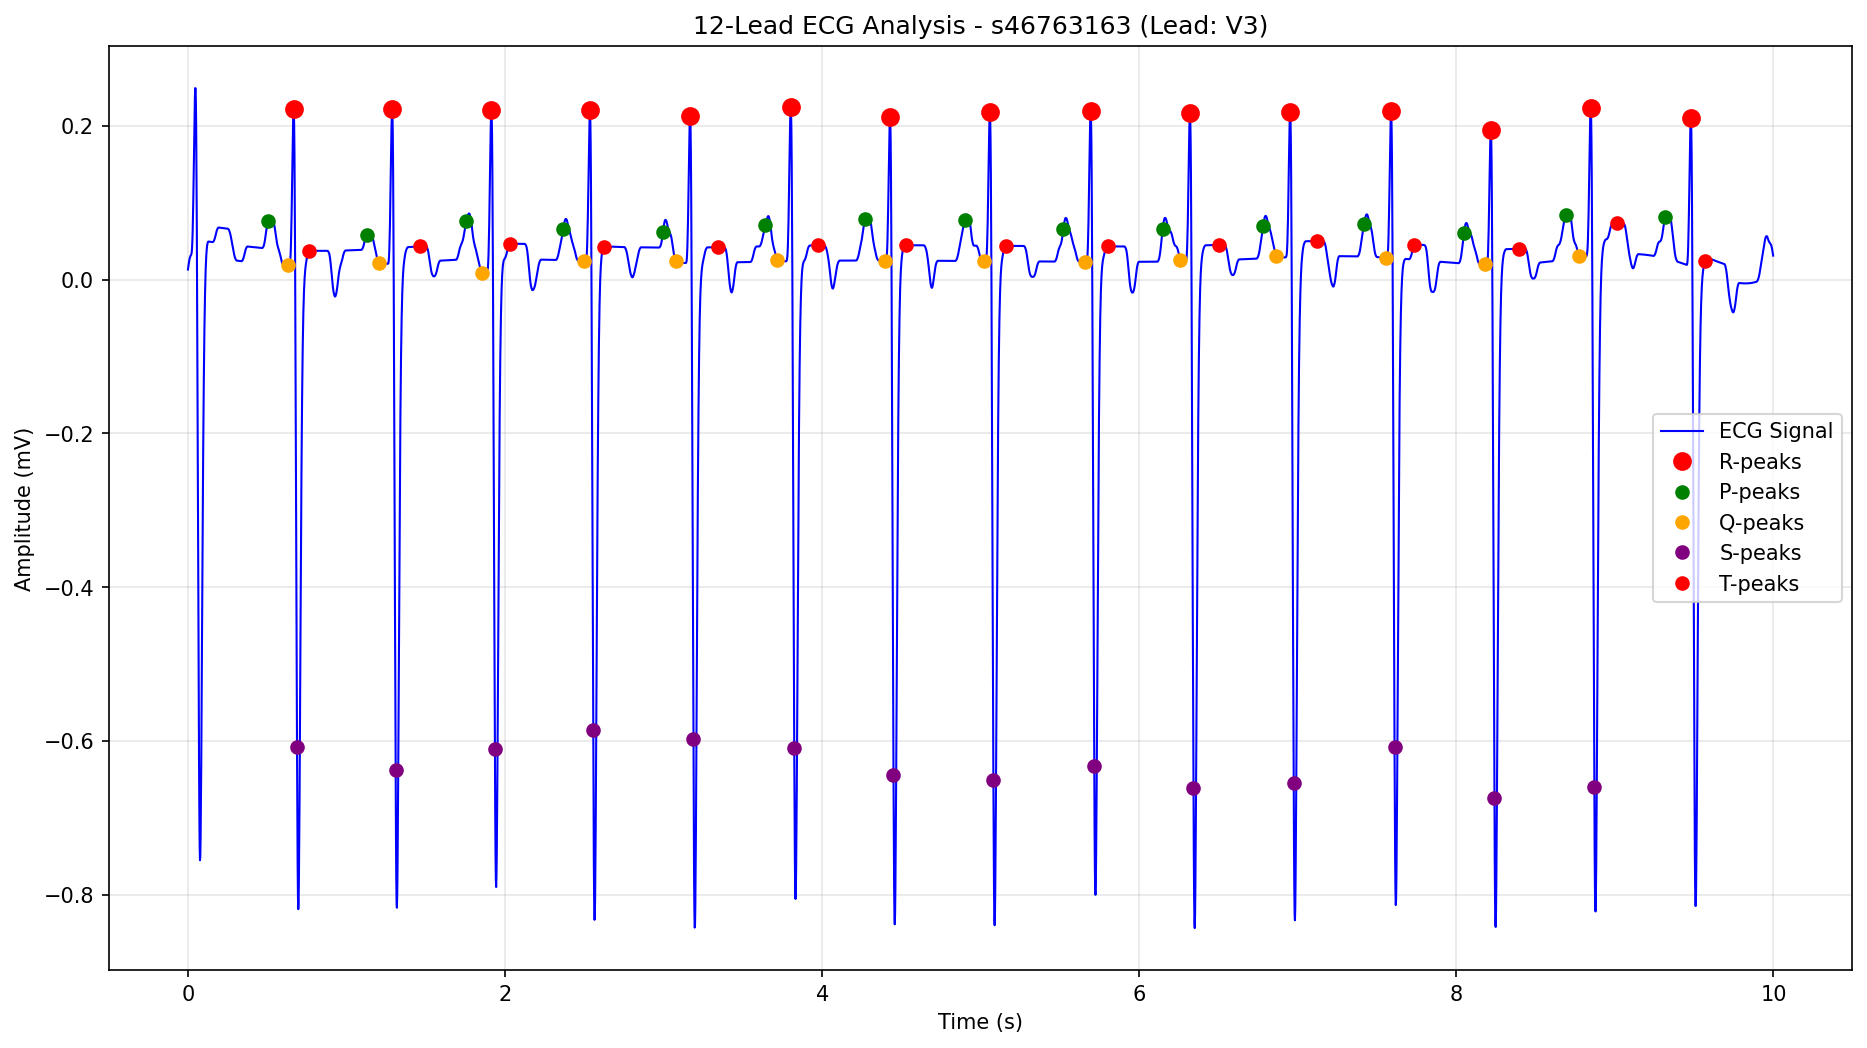 12-Lead ECG Analysis - s46763163 (Lead: V3)
Amplitude (mV)
0.2
0.0
−0.2
−0.4
−0.6
−0.8
ECG Signal
R-peaks
P-peaks
Q-peaks
S-peaks
T-peaks
0 2 4 6 8 10
Time (s)